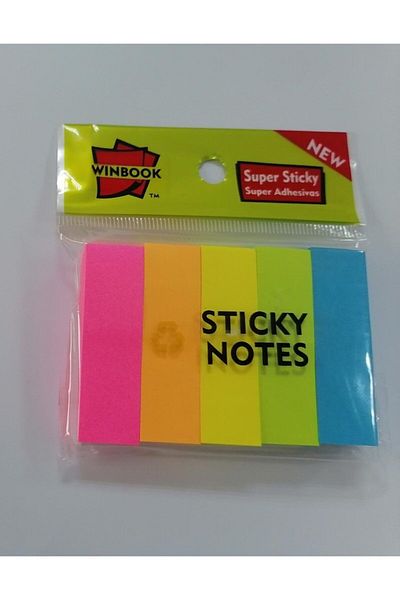 WINBOOK
TM
NEW
Super Sticky
Super Adhesivas
STICKY
NOTES